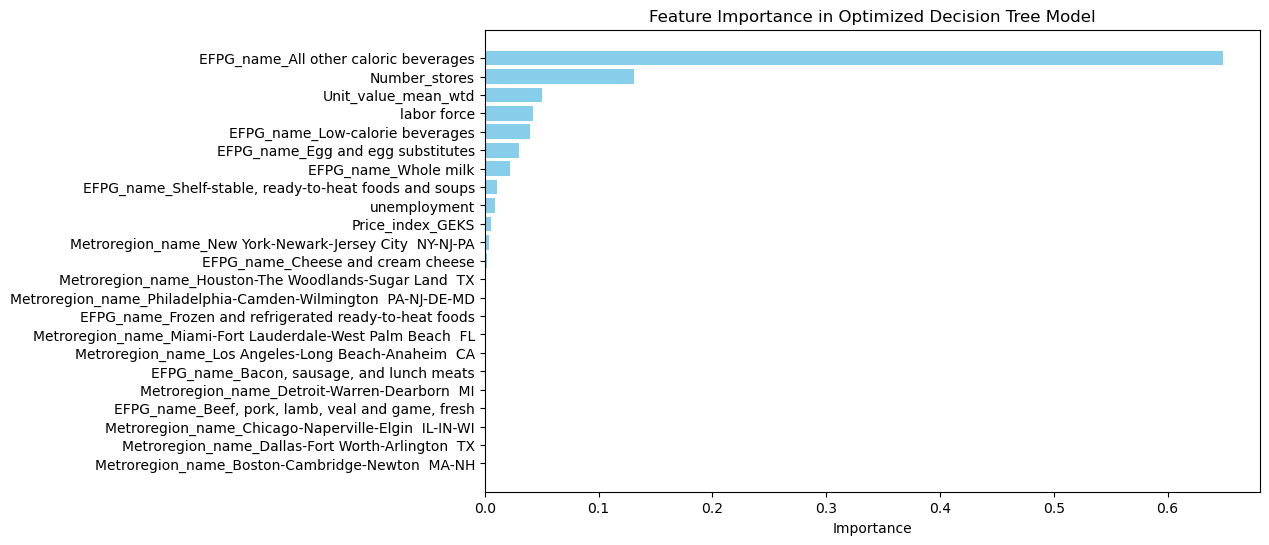 Feature Importance in Optimized Decision Tree Model
EFPG_name_All other caloric beverages
Number_stores
Unit_value_mean_wtd
labor force
EFPG_name_Low-calorie beverages
EFPG_name_Egg and egg substitutes
EFPG_name_Whole milk
EFPG_name_Shelf-stable, ready-to-heat foods and soups
unemployment
Price_index_GEKS
Metroregion_name_New York-Newark-Jersey City  NY-NJ-PA
EFPG_name_Cheese and cream cheese
Metroregion_name_Houston-The Woodlands-Sugar Land  TX
Metroregion_name_Philadelphia-Camden-Wilmington  PA-NJ-DE-MD
EFPG_name_Frozen and refrigerated ready-to-heat foods
Metroregion_name_Miami-Fort Lauderdale-West Palm Beach  FL
Metroregion_name_Los Angeles-Long Beach-Anaheim  CA
EFPG_name_Bacon, sausage, and lunch meats
Metroregion_name_Detroit-Warren-Dearborn  MI
EFPG_name_Beef, pork, lamb, veal and game, fresh
Metroregion_name_Chicago-Naperville-Elgin  IL-IN-WI
Metroregion_name_Dallas-Fort Worth-Arlington  TX
Metroregion_name_Boston-Cambridge-Newton  MA-NH
0.0 0.1 0.2 0.3 0.4 0.5 0.6
Importance